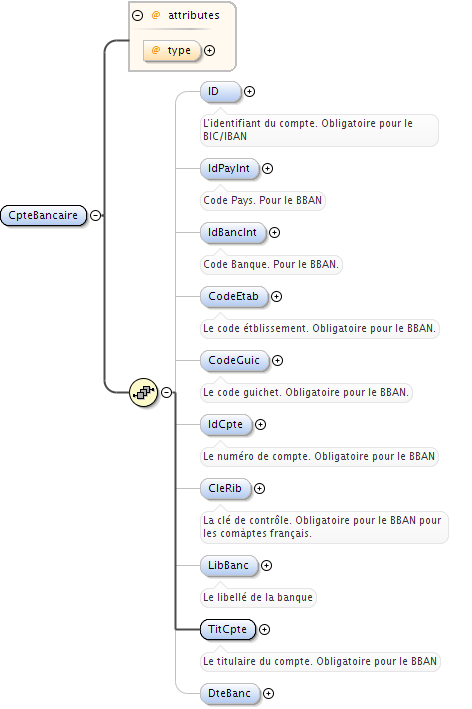 @ attributes
@ type
ID
L'identifiant du compte. Obligatoire pour le
BIC/IBAN
IdPayInt
Code Pays. Pour le BBAN
CpteBancaire
IdBancInt
Code Banque. Pour le BBAN.
CodeEtab
Le code étblissement. Obligatoire pour le BBAN.
CodeGuic
Le code guichet. Obligatoire pour le BBAN.
IdCpte
Le numéro de compte. Obligatoire pour le BBAN
CleRib
La clé de contrôle. Obligatoire pour le BBAN pour
les comàptes français.
LibBanc
Le libellé de la banque
TitCpte
Le titulaire du compte. Obligatoire pour le BBAN
DteBanc